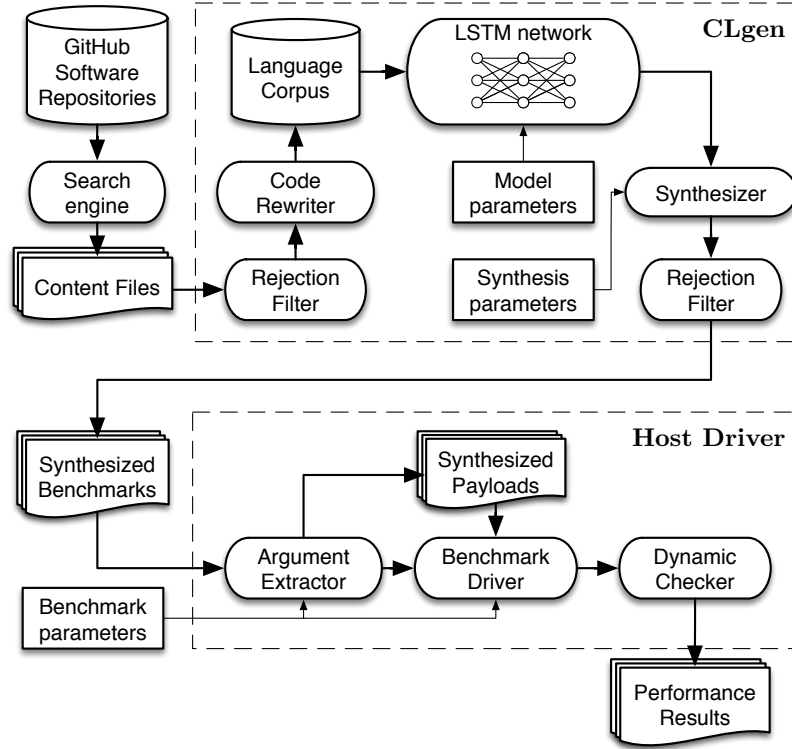 GitHub
Software
Repositories
Language
Corpus
LSTM network
CLgen
Search
engine
Code
Rewriter
Model
parameters
Synthesizer
Content Files
Rejection
Filter
Synthesis
parameters
Rejection
Filter
Host Driver
Synthesized
Benchmarks
Synthesized
Payloads
Argument
Extractor
Benchmark
Driver
Dynamic
Checker
Benchmark
parameters
Performance
Results